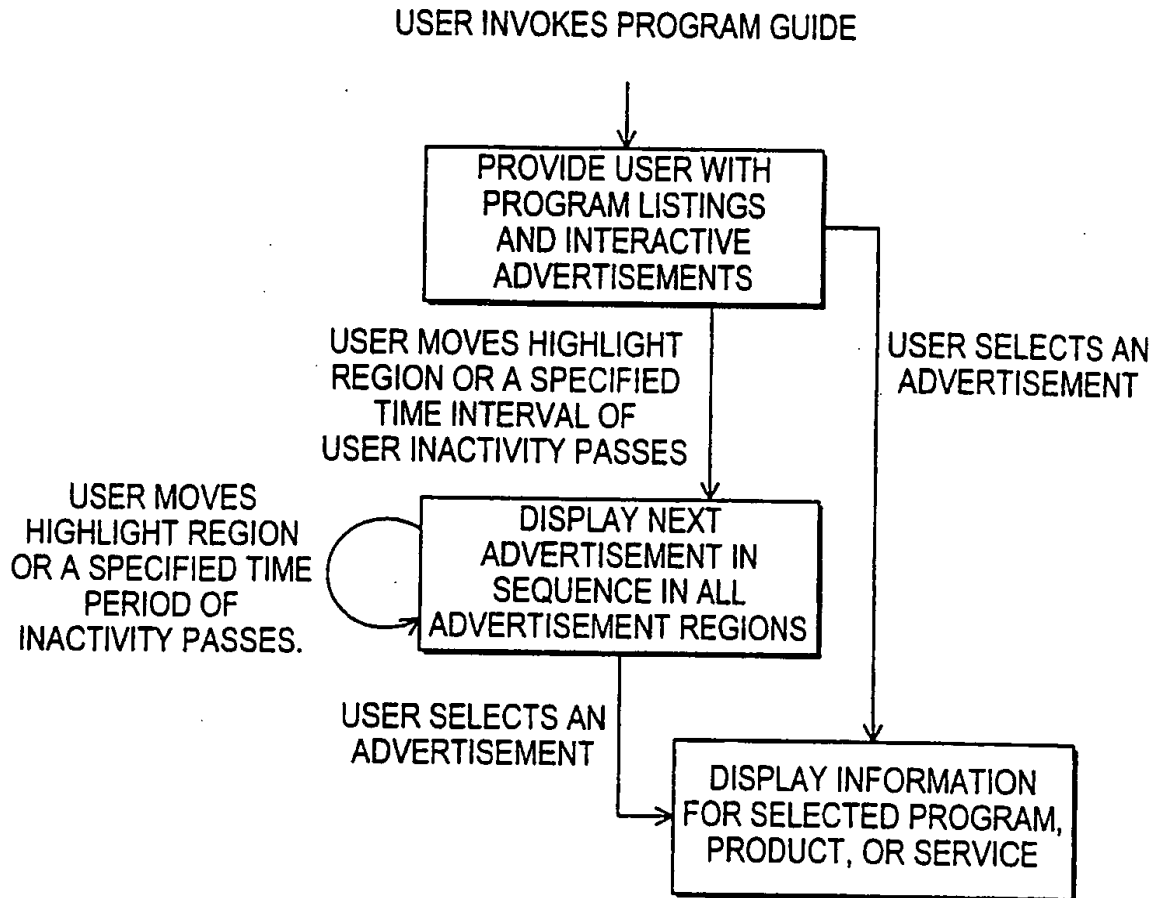 USER INVOKES PROGRAM GUIDE
PROVIDE USER WITH
PROGRAM LISTINGS
AND INTERACTIVE
ADVERTISEMENTS
USER MOVES HIGHLIGHT
REGION OR A SPECIFIED
TIME INTERVAL OF
USER INACTIVITY PASSES
USER SELECTS AN
ADVERTISEMENT
USER MOVES
HIGHLIGHT REGION
OR A SPECIFIED TIME
PERIOD OF
INACTIVITY PASSES.
DISPLAY NEXT
ADVERTISEMENT IN
SEQUENCE IN ALL
ADVERTISEMENT REGIONS
USER SELECTS AN
ADVERTISEMENT
DISPLAY INFORMATION
FOR SELECTED PROGRAM,
PRODUCT, OR SERVICE